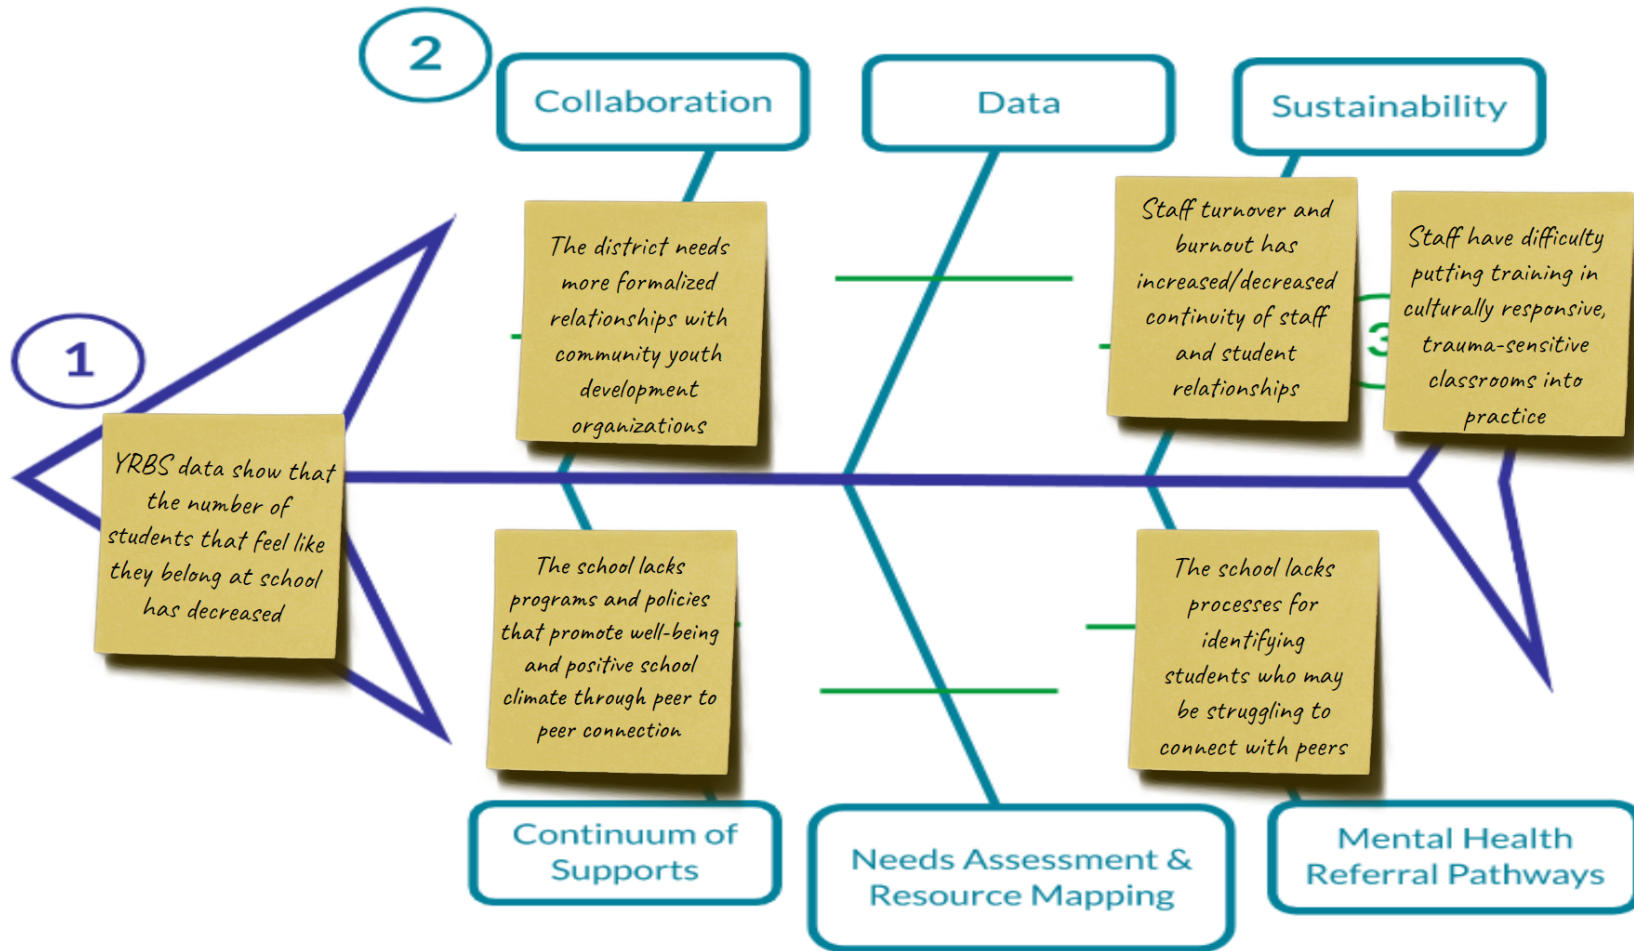 2
Collaboration
Data
Sustainability
The district needs
more formalized
relationships with
community youth
development
organizations
Staff turnover and
burnout has
increased/decreased
continuity of staff
and student
relationships
3
Staff have difficulty
putting training in
culturally responsive,
trauma-sensitive
classrooms into
practice
1
YRBS data show that
the number of
students that feel like
they belong at school
has decreased
The school lacks
programs and policies
that promote well-being
and positive school
climate through peer to
peer connection
The school lacks
processes for
identifying
students who may
be struggling to
connect with peers
Continuum of
Supports
Needs Assessment &
Resource Mapping
Mental Health
Referral Pathways